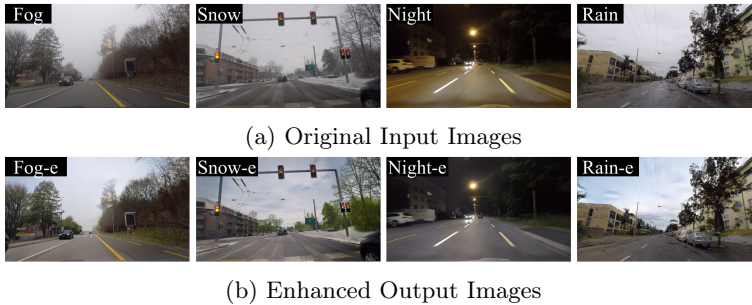 Fog Snow Night Rain
(a) Original Input Images
Fog-e Snow-e Night-e Rain-e
(b) Enhanced Output Images